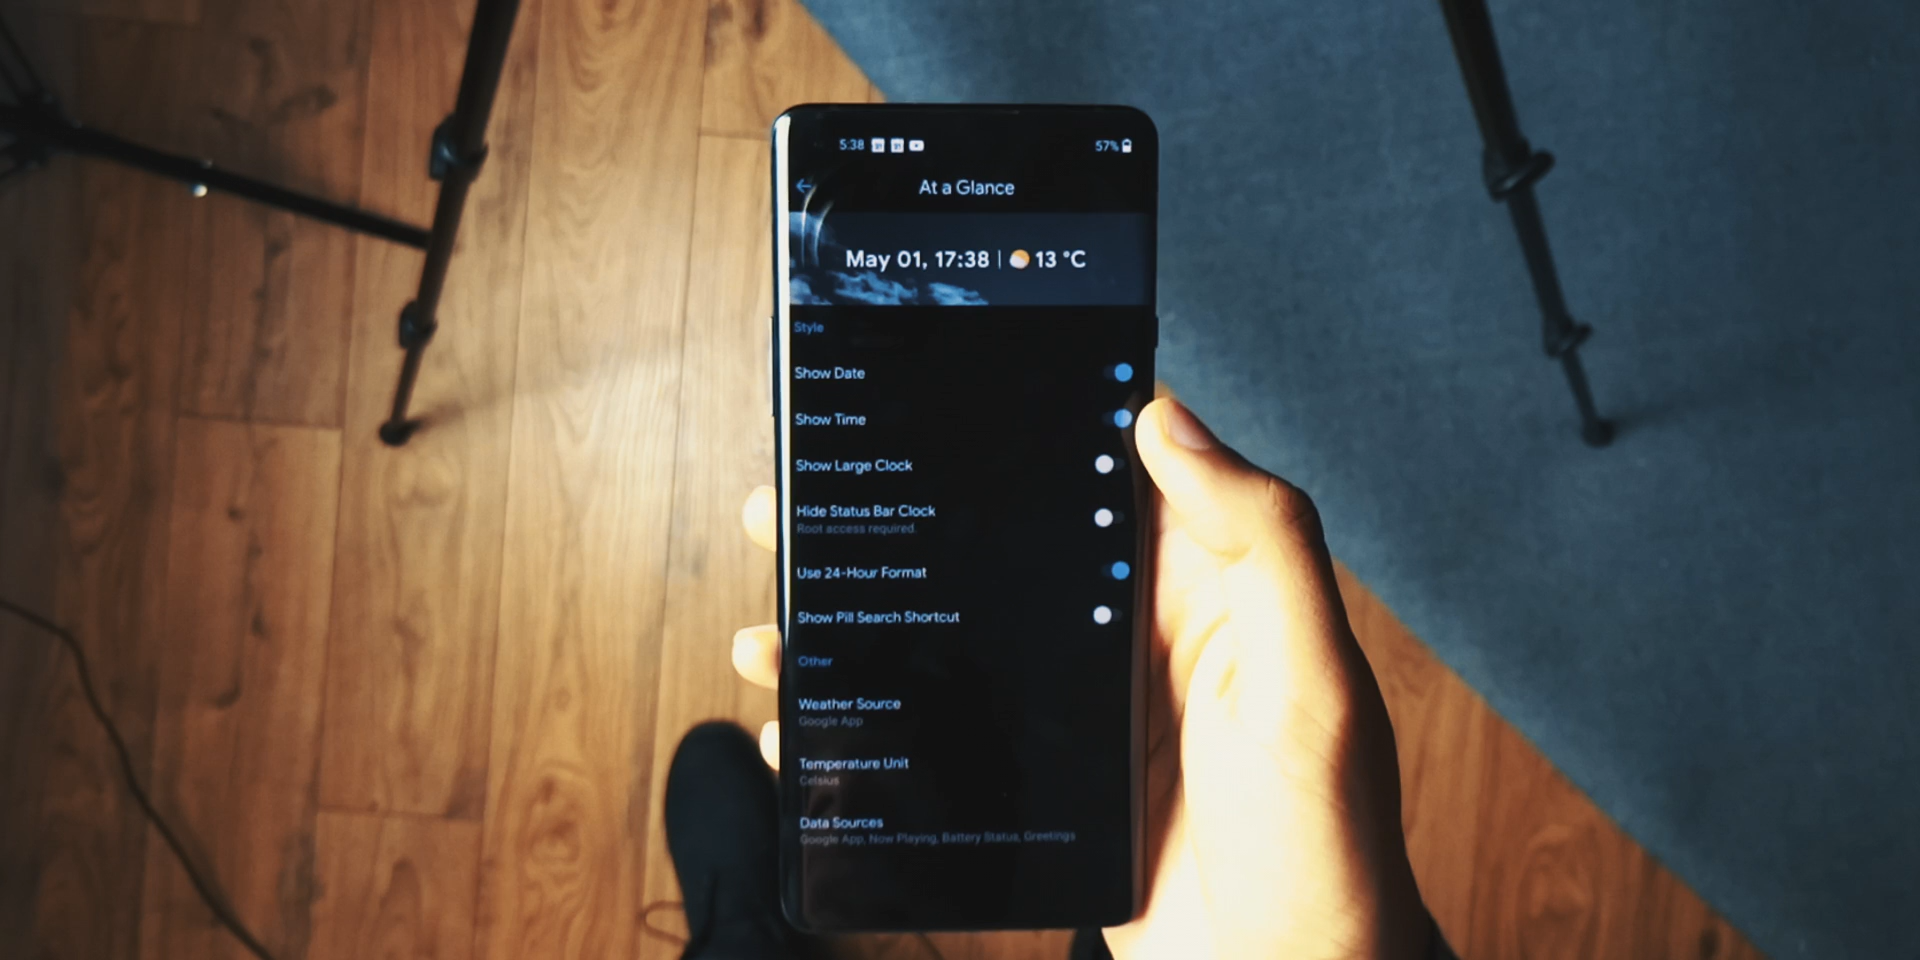 5:38 57%
At a Glance
May 01, 17:38 | 13 °C
Style
Show Date
Show Time
Show Large Clock
Hide Status Bar Clock
Root access required.
Use 24-Hour Format
Show Pill Search Shortcut
Other
Weather Source
Google App
Temperature Unit
Celsius
Data Sources
Google App, Now Playing, Battery Status, Greetings